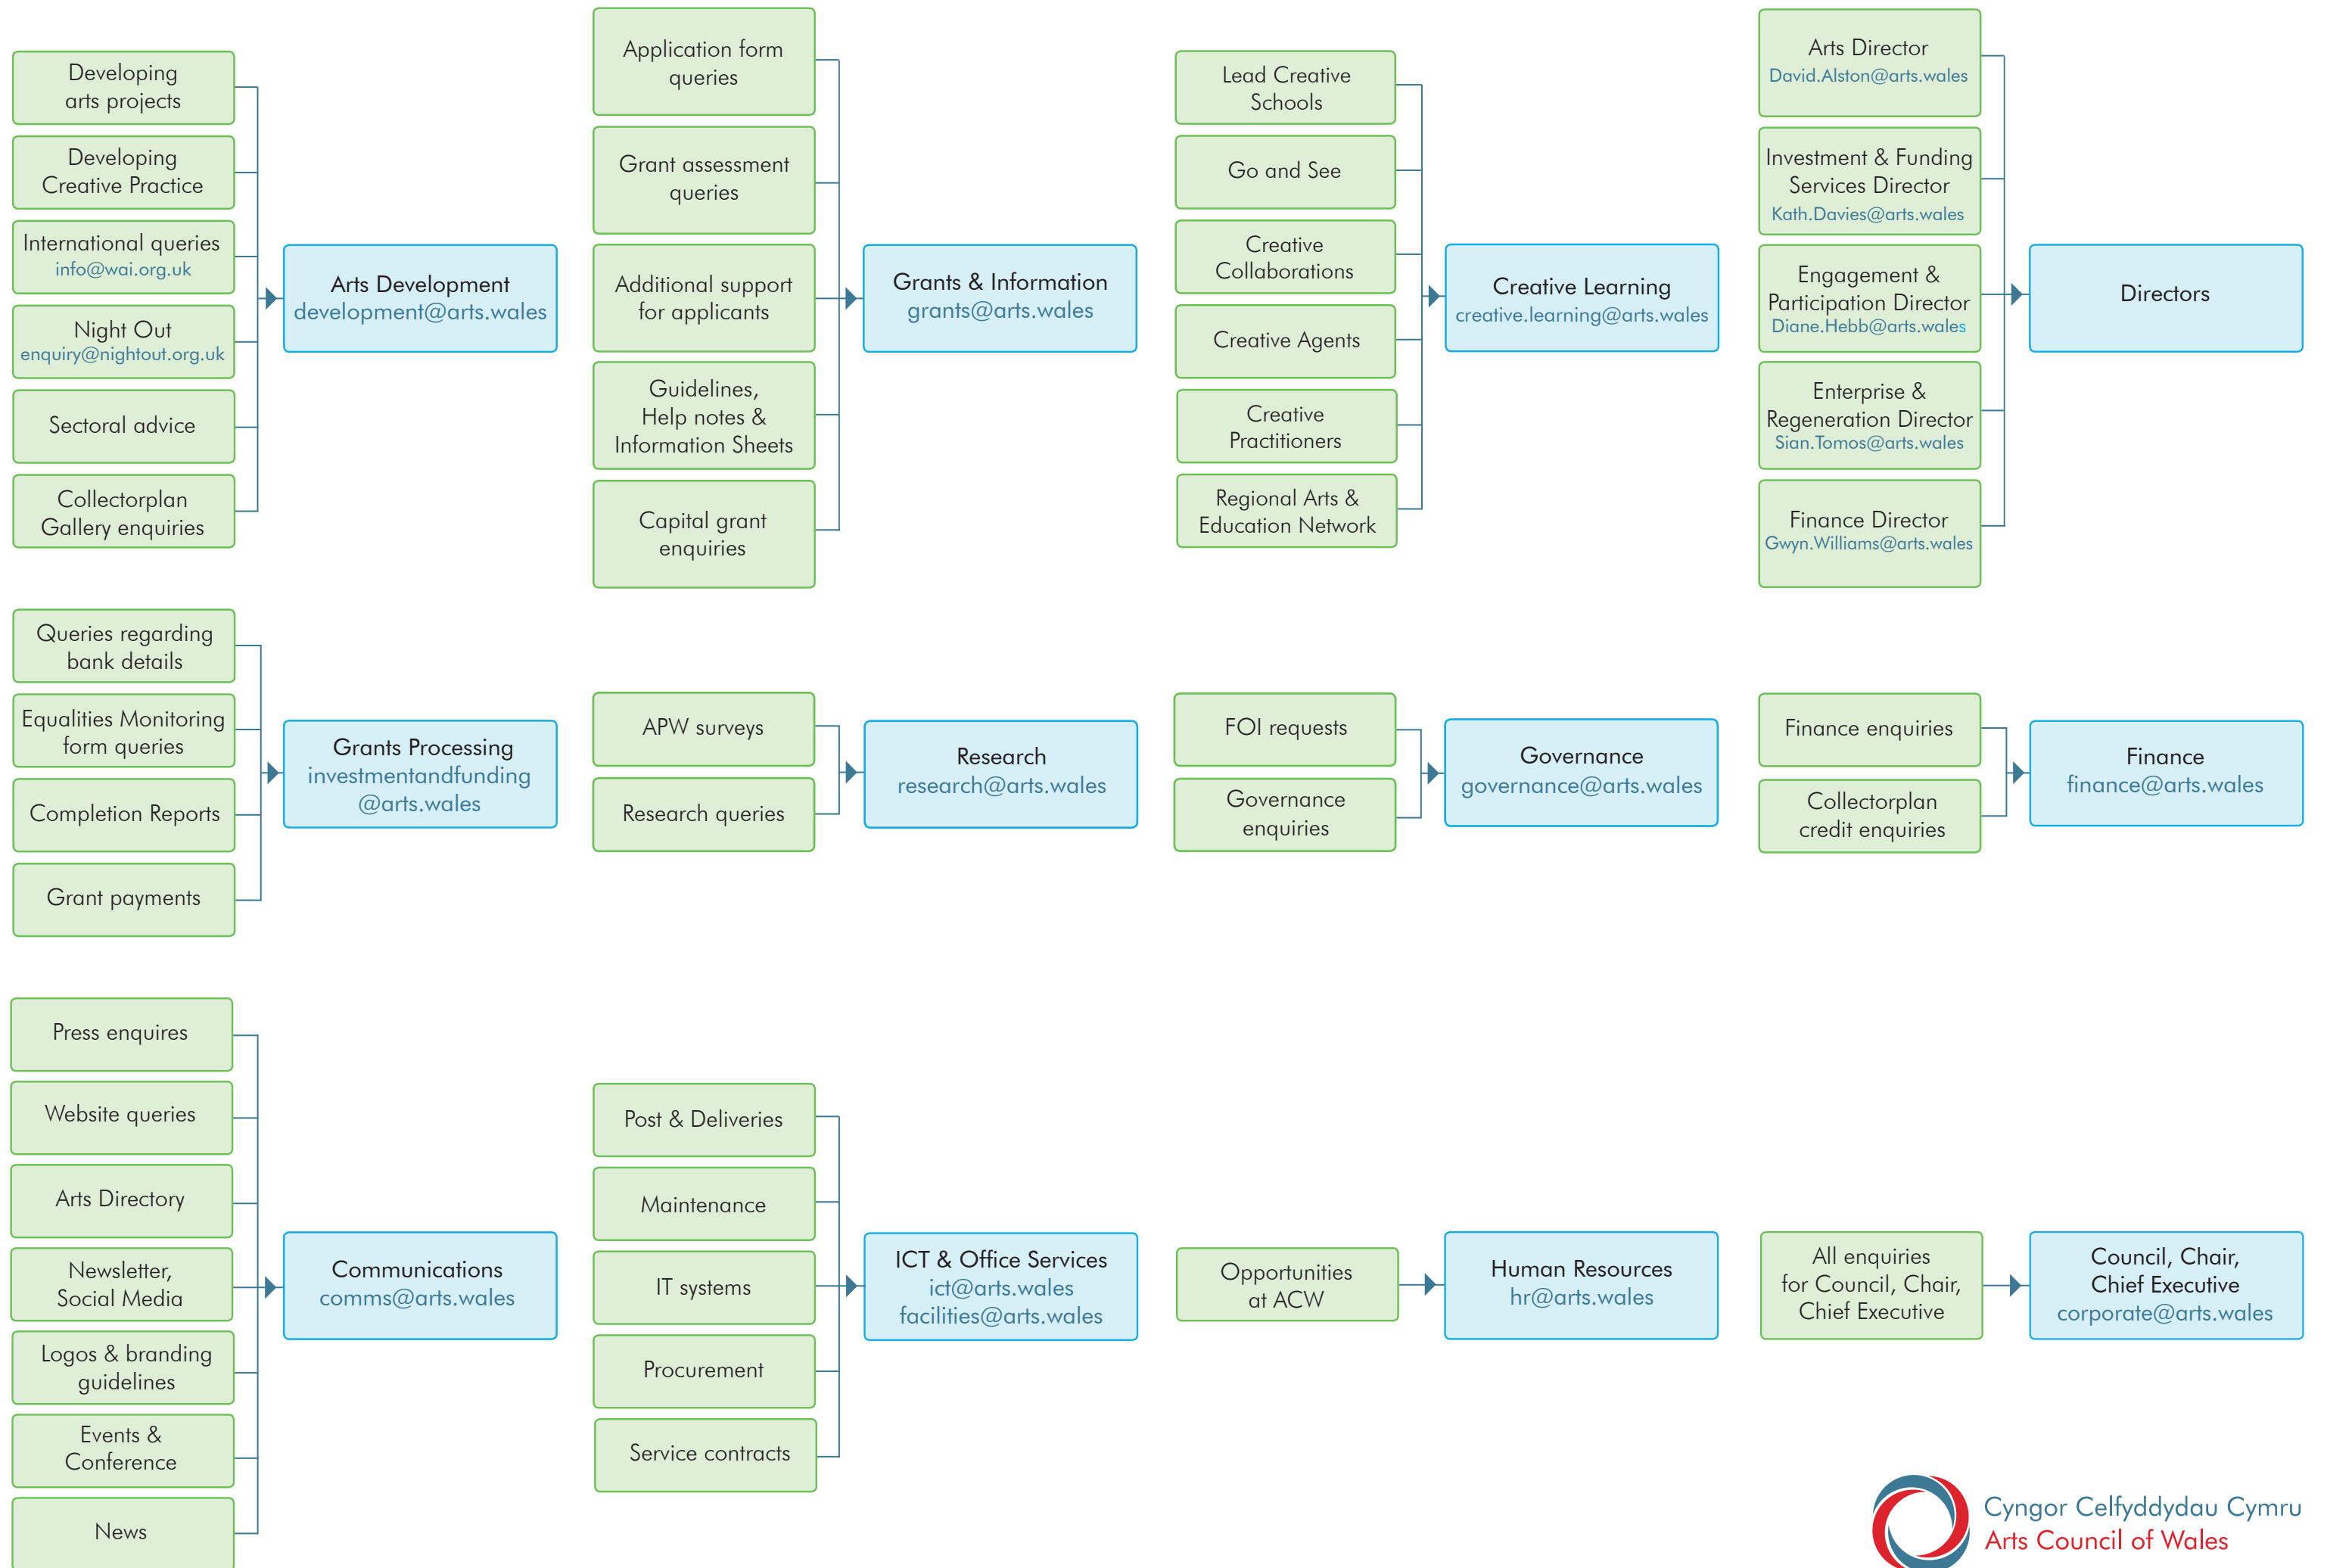 Developing
arts projects
Developing
Creative Practice
International queries
info@wai.org.uk
Night Out
enquiry@nightout.org.uk
Sectoral advice
Collectorplan
Gallery enquiries
Arts Development
development@arts.wales
Application form
queries
Grant assessment
queries
Additional support
for applicants
Guidelines,
Help notes &
Information Sheets
Capital grant
enquiries
Grants & Information
grants@arts.wales
Lead Creative
Schools
Go and See
Creative
Collaborations
Creative Agents
Creative
Practitioners
Regional Arts &
Education Network
Creative Learning
creative.learning@arts.wales
Arts Director
David.Alston@arts.wales
Investment & Funding
Services Director
Kath.Davies@arts.wales
Engagement &
Participation Director
Diane.Hebb@arts.wales
Enterprise &
Regeneration Director
Sian.Tomos@arts.wales
Finance Director
Gwyn.Williams@arts.wales
Directors
Queries regarding
bank details
Equalities Monitoring
form queries
Completion Reports
Grant payments
Grants Processing
investmentandfunding
@arts.wales
APW surveys
Research queries
Research
research@arts.wales
FOI requests
Governance
enquiries
Governance
governance@arts.wales
Finance enquiries
Collectorplan
credit enquiries
Finance
finance@arts.wales
Press enquires
Website queries
Arts Directory
Newsletter,
Social Media
Logos & branding
guidelines
Events &
Conference
News
Communications
comms@arts.wales
Post & Deliveries
Maintenance
IT systems
Procurement
Service contracts
ICT & Office Services
ict@arts.wales
facilities@arts.wales
Opportunities
at ACW
Human Resources
hr@arts.wales
All enquiries
for Council, Chair,
Chief Executive
Council, Chair,
Chief Executive
corporate@arts.wales
Cyngor Celfyddydau Cymru
Arts Council of Wales